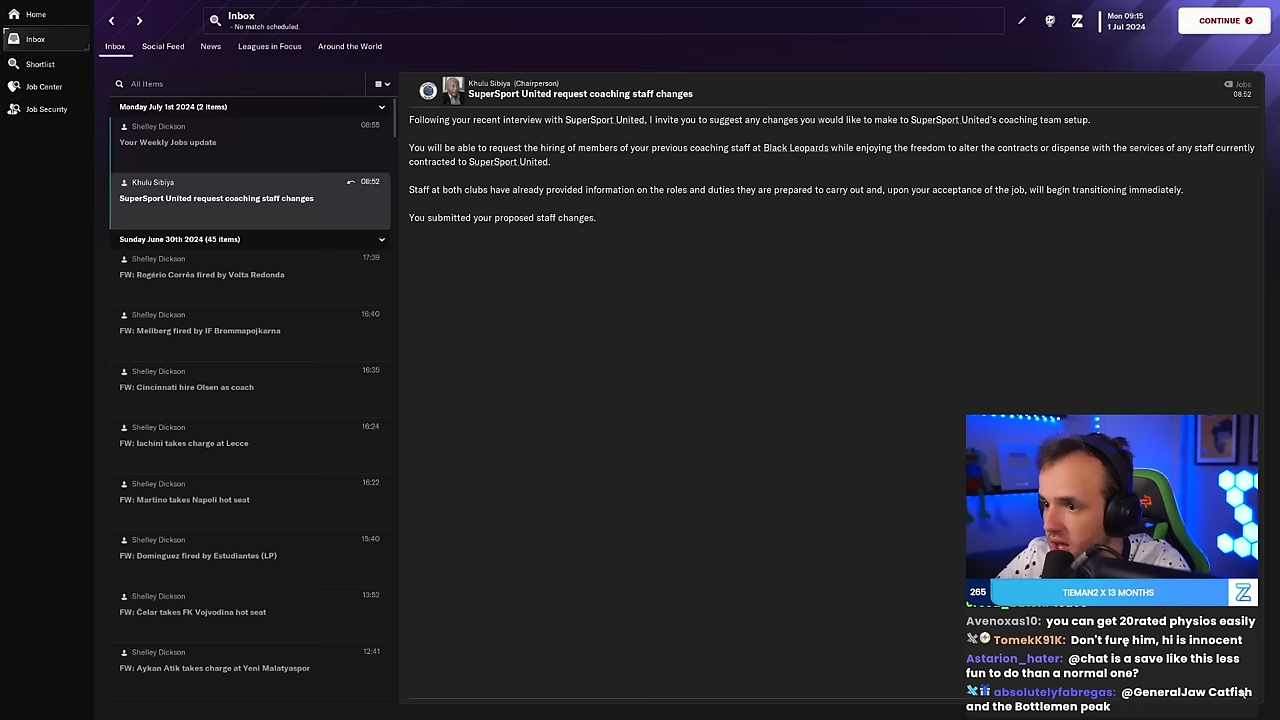 Home
Inbox
Shortlist
Job Center
Job Security
Inbox
- No match scheduled.
Mon 09:15
1 Jul 2024
CONTINUE
Inbox
Social Feed
News
Leagues in Focus
Around the World
All Items
Monday July 1st 2024 (2 items)
Shelley Dickson
08:55
Your Weekly Jobs update
Khulu Sibiya
08:52
SuperSport United request coaching staff changes
Sunday June 30th 2024 (45 items)
Shelley Dickson
17:39
FW: Rogério Corrêa fired by Volta Redonda
Shelley Dickson
16:40
FW: Mellberg fired by IF Brommapojkarna
Shelley Dickson
16:35
FW: Cincinnati hire Olsen as coach
Shelley Dickson
16:24
FW: Iachini takes charge at Lecce
Shelley Dickson
16:22
FW: Martino takes Napoli hot seat
Shelley Dickson
15:40
FW: Domínguez fired by Estudiantes (LP)
Shelley Dickson
13:52
FW: Čelar takes FK Vojvodina hot seat
Shelley Dickson
12:41
FW: Aykan Atik takes charge at Yeni Malatyaspor
Khulu Sibiya (Chairperson)
SuperSport United request coaching staff changes
Jobs
08:52
Following your recent interview with SuperSport United, I invite you to suggest any changes you would like to make to SuperSport United's coaching team setup.
You will be able to request the hiring of members of your previous coaching staff at Black Leopards while enjoying the freedom to alter the contracts or dispense with the services of any staff currently
contracted to SuperSport United.
Staff at both clubs have already provided information on the roles and duties they are prepared to carry out and, upon your acceptance of the job, will begin transitioning immediately.
You submitted your proposed staff changes.
265
TIEMAN2 X 13 MONTHS
Avenoxas10: you can get 20rated physios easily
TomekK91K: Don't furę him, hi is innocent
Astarion_hater: @chat is a save like this less
fun to do than a normal one?
absolutelyfabregas: @GeneralJaw Catfish
and the Bottlemen peak